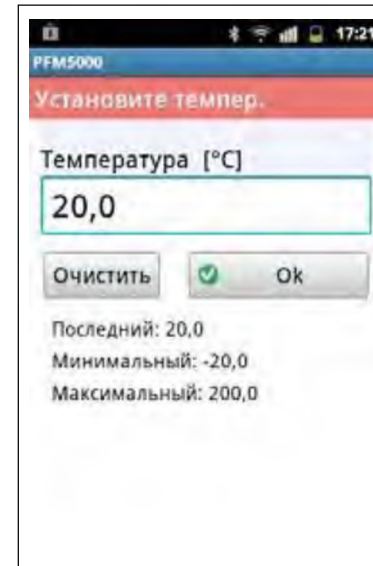 17:21
PFM5000
Установите темпер.
Температура [°C]
20,0
Очистить Ok
Последний: 20,0
Минимальный: -20,0
Максимальный: 200,0